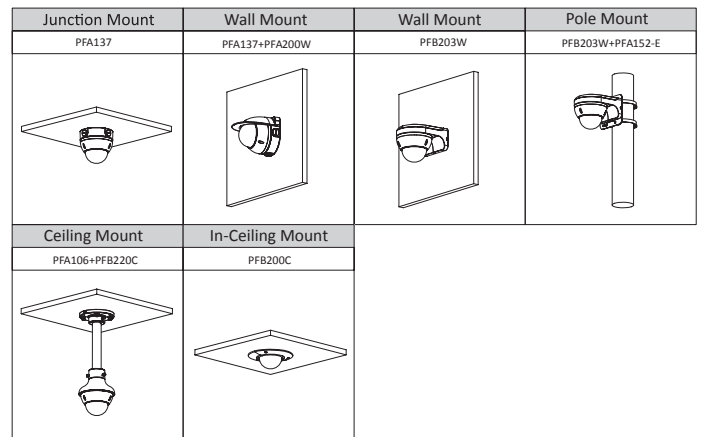 Junction Mount
Wall Mount
Wall Mount
Pole Mount
PFA137
PFA137+PFA200W
PFB203W
PFB203W+PFA152-E
Ceiling Mount
In-Ceiling Mount
PFA106+PFB220C
PFB200C